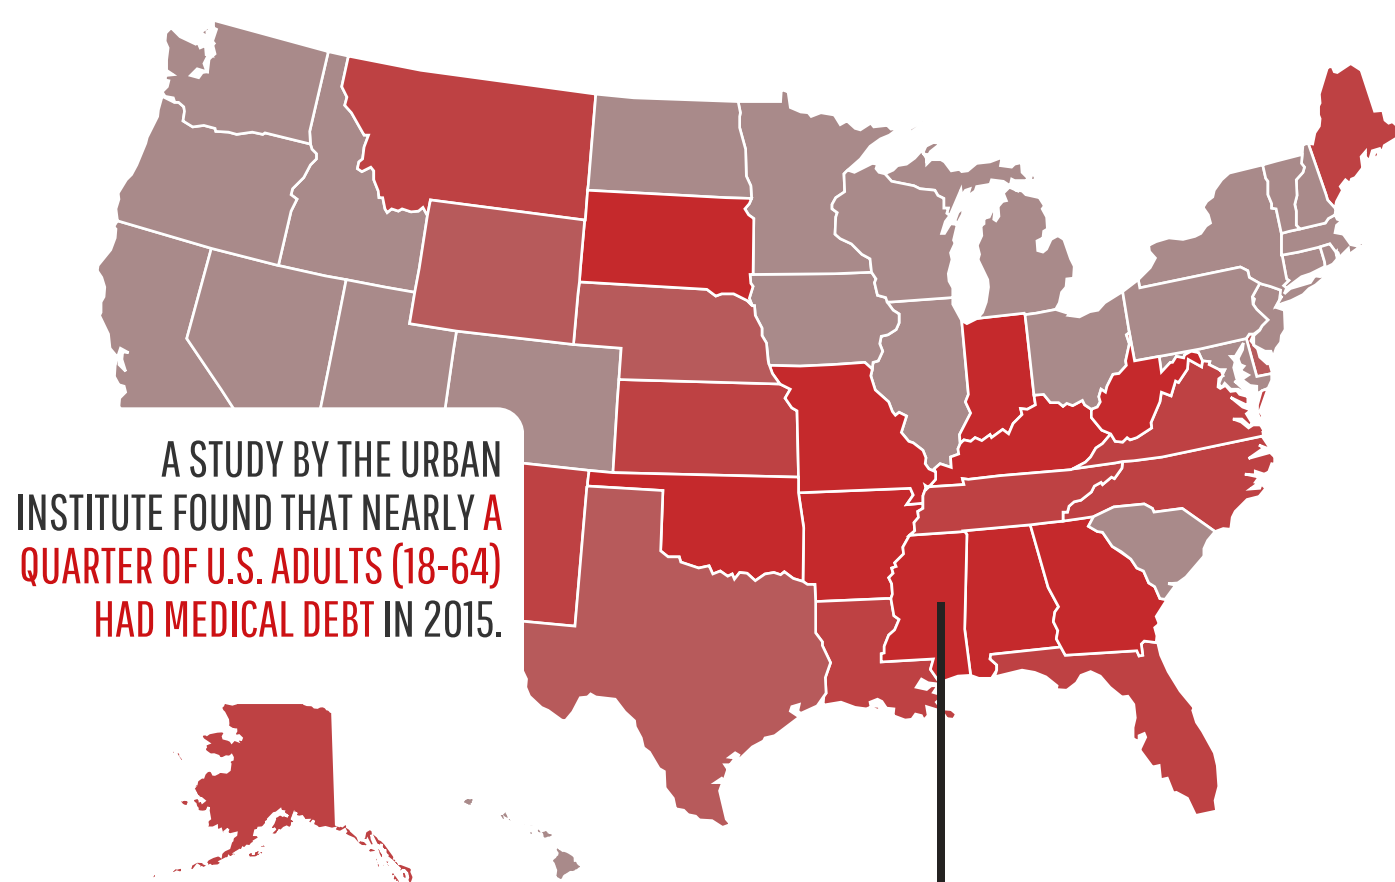 A STUDY BY THE URBAN
INSTITUTE FOUND THAT NEARLY A
QUARTER OF U.S. ADULTS (18-64)
HAD MEDICAL DEBT IN 2015.